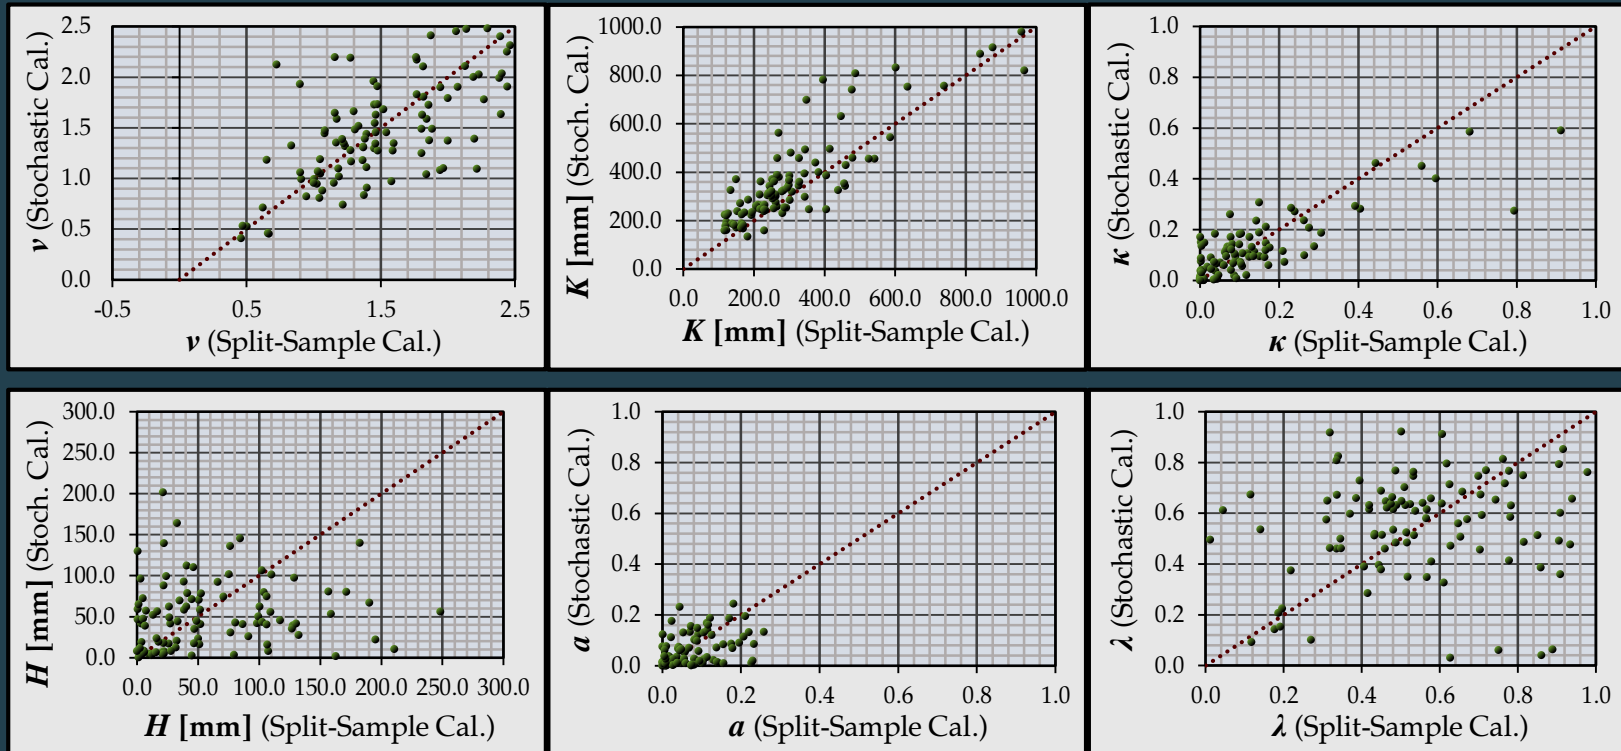 2.5
2.0
1.5
1.0
0.5
0.0
-0.5 0.5 1.5 2.5
ν (Stochastic Cal.)
ν (Split-Sample Cal.)
1000.0
800.0
600.0
400.0
200.0
0.0
0.0 200.0 400.0 600.0 800.0 1000.0
K [mm] (Stoch. Cal.)
K [mm] (Split-Sample Cal.)
1.0
0.8
0.6
0.4
0.2
0.0
0.0 0.2 0.4 0.6 0.8 1.0
κ (Stochastic Cal.)
κ (Split-Sample Cal.)
300.0
250.0
200.0
150.0
100.0
50.0
0.0
0.0 50.0 100.0 150.0 200.0 250.0 300.0
H [mm] (Stoch. Cal.)
H [mm] (Split-Sample Cal.)
1.0
0.8
0.6
0.4
0.2
0.0
0.0 0.2 0.4 0.6 0.8 1.0
a (Stochastic Cal.)
a (Split-Sample Cal.)
1.0
0.8
0.6
0.4
0.2
0.0
0.0 0.2 0.4 0.6 0.8 1.0
λ (Stochastic Cal.)
λ (Split-Sample Cal.)